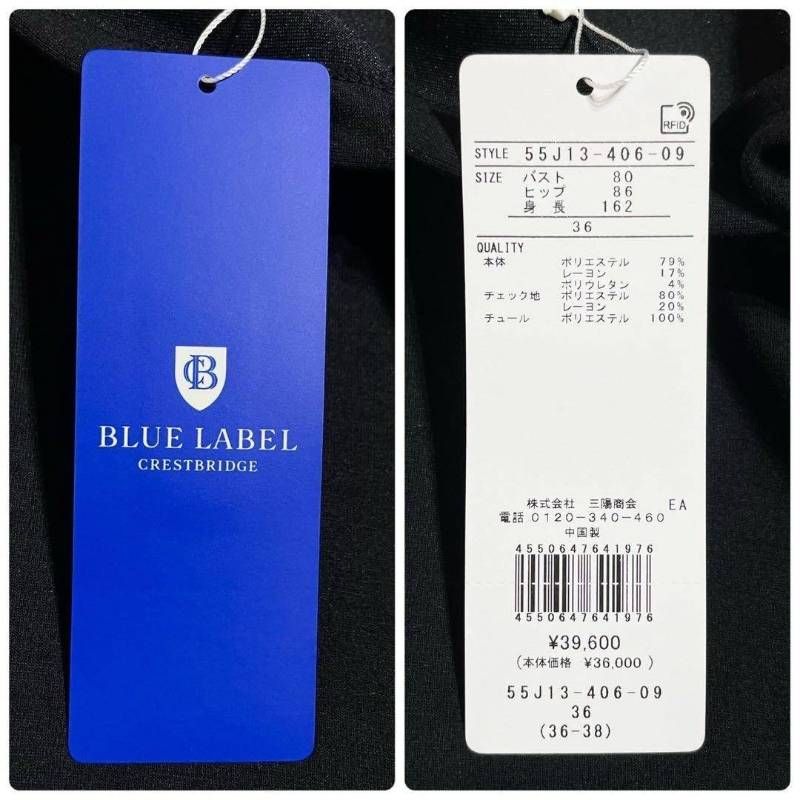 CB
BLUE LABEL
CRESTBRIDGE
RFID
STYLE 55J13-406-09
SIZE バスト 80
ヒップ 86
身長 162
36
QUALITY
本体 ポリエステル 79%
レーヨン 17%
ポリウレタン 4%
チェック地 ポリエステル 80%
レーヨン 20%
チュール ポリエステル 100%
株式会社 三陽商会 EA
電話 0120-340-460
中国製
4550647641976
4550647641976
¥39,600
(本体価格 ¥36,000 )
55J13-406-09
36
(36-38)